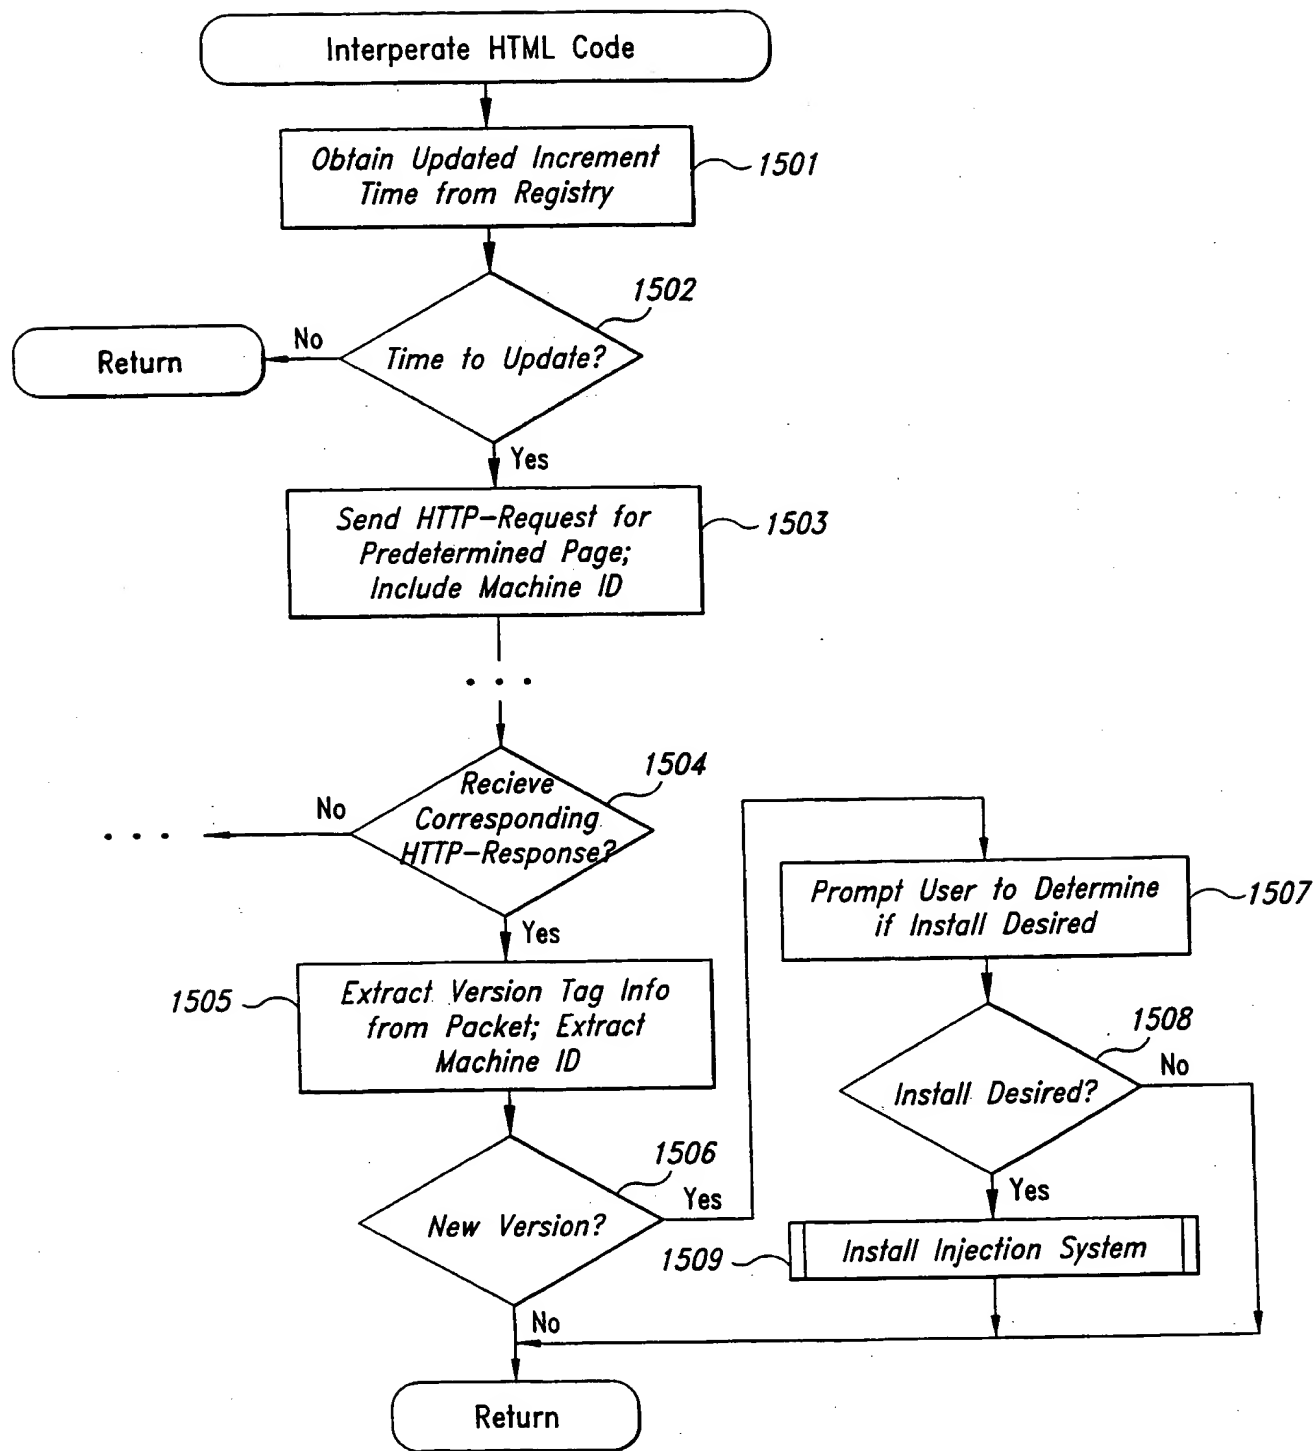 Interperate HTML Code
Obtain Updated Increment
Time from Registry
1501
1502
Time to Update?
No
Return
Yes
Send HTTP-Request for
Predetermined Page;
Include Machine ID
1503
. . .
Recieve
Corresponding
HTTP-Response?
1504
No
. . .
Yes
1505
Extract Version Tag Info
from Packet; Extract
Machine ID
New Version?
1506
Yes
No
Prompt User to Determine
if Install Desired
1507
Install Desired?
1508
No
Yes
1509
Install Injection System
Return